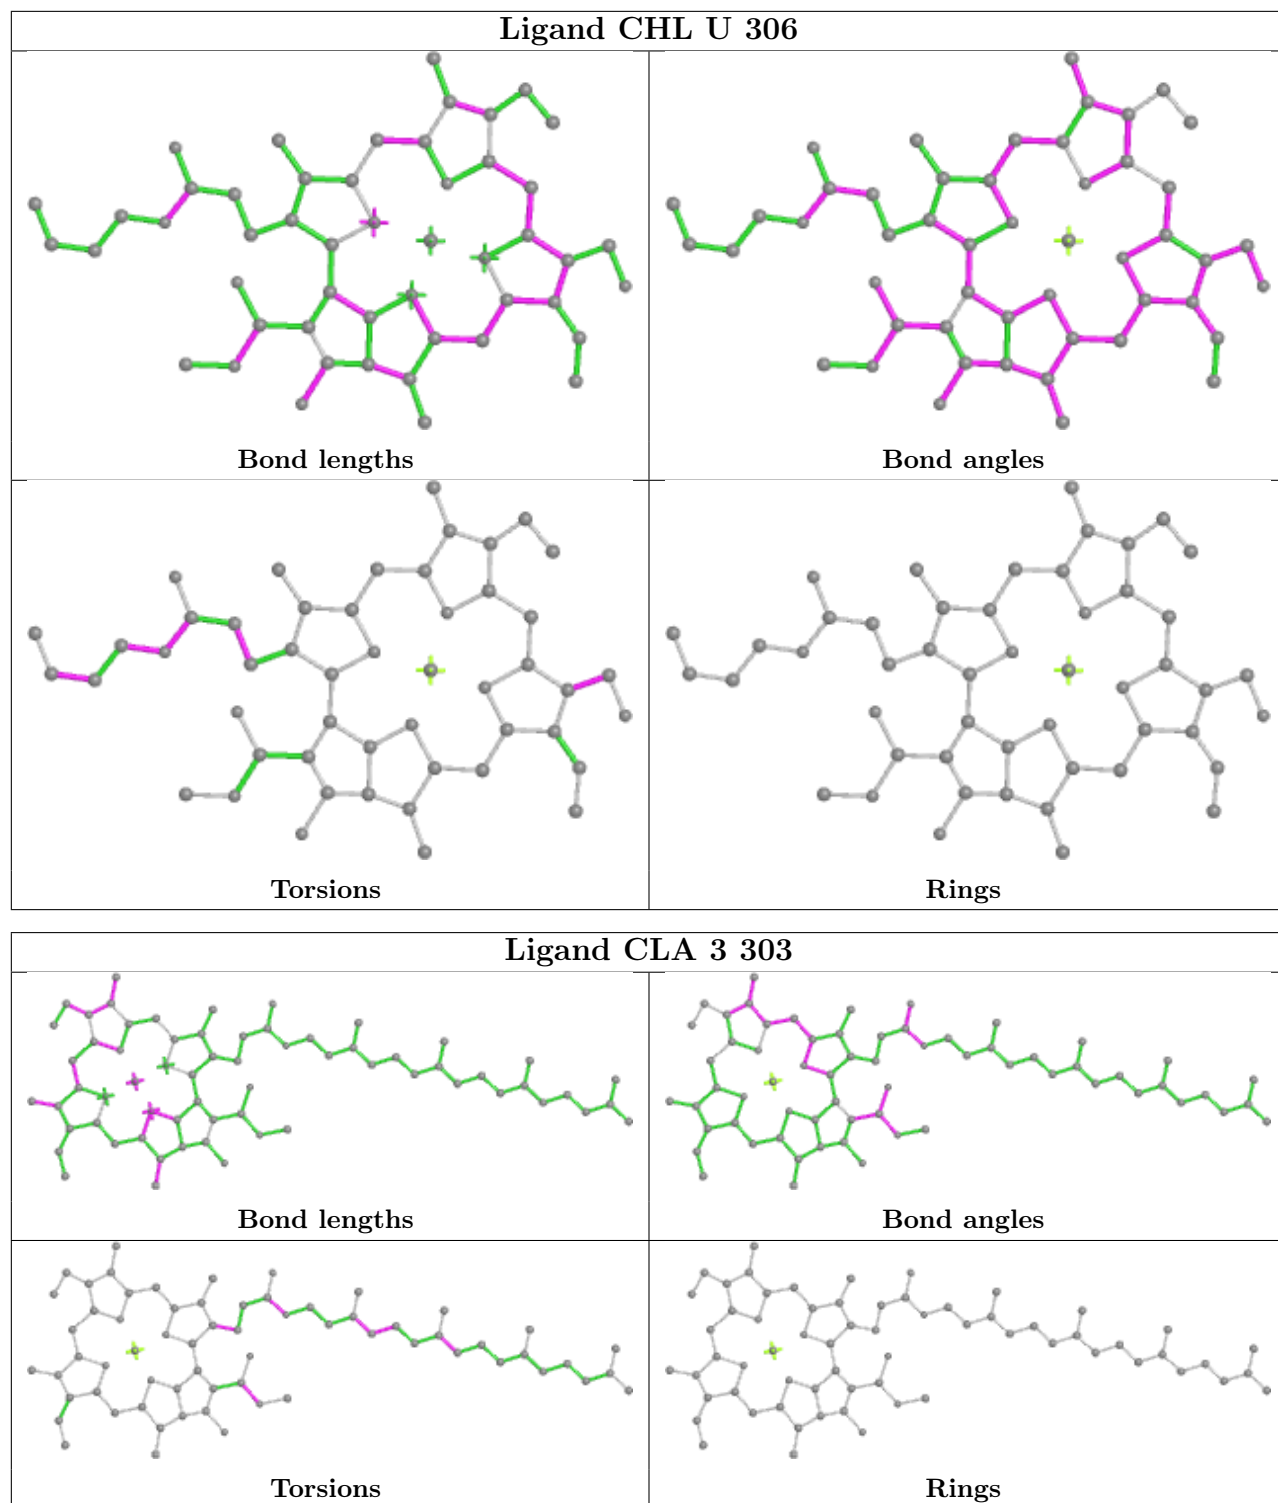 Ligand CHL U 306
Bond lengths
Bond angles
Torsions
Rings
Ligand CLA 3 303
Bond lengths
Bond angles
Torsions
Rings